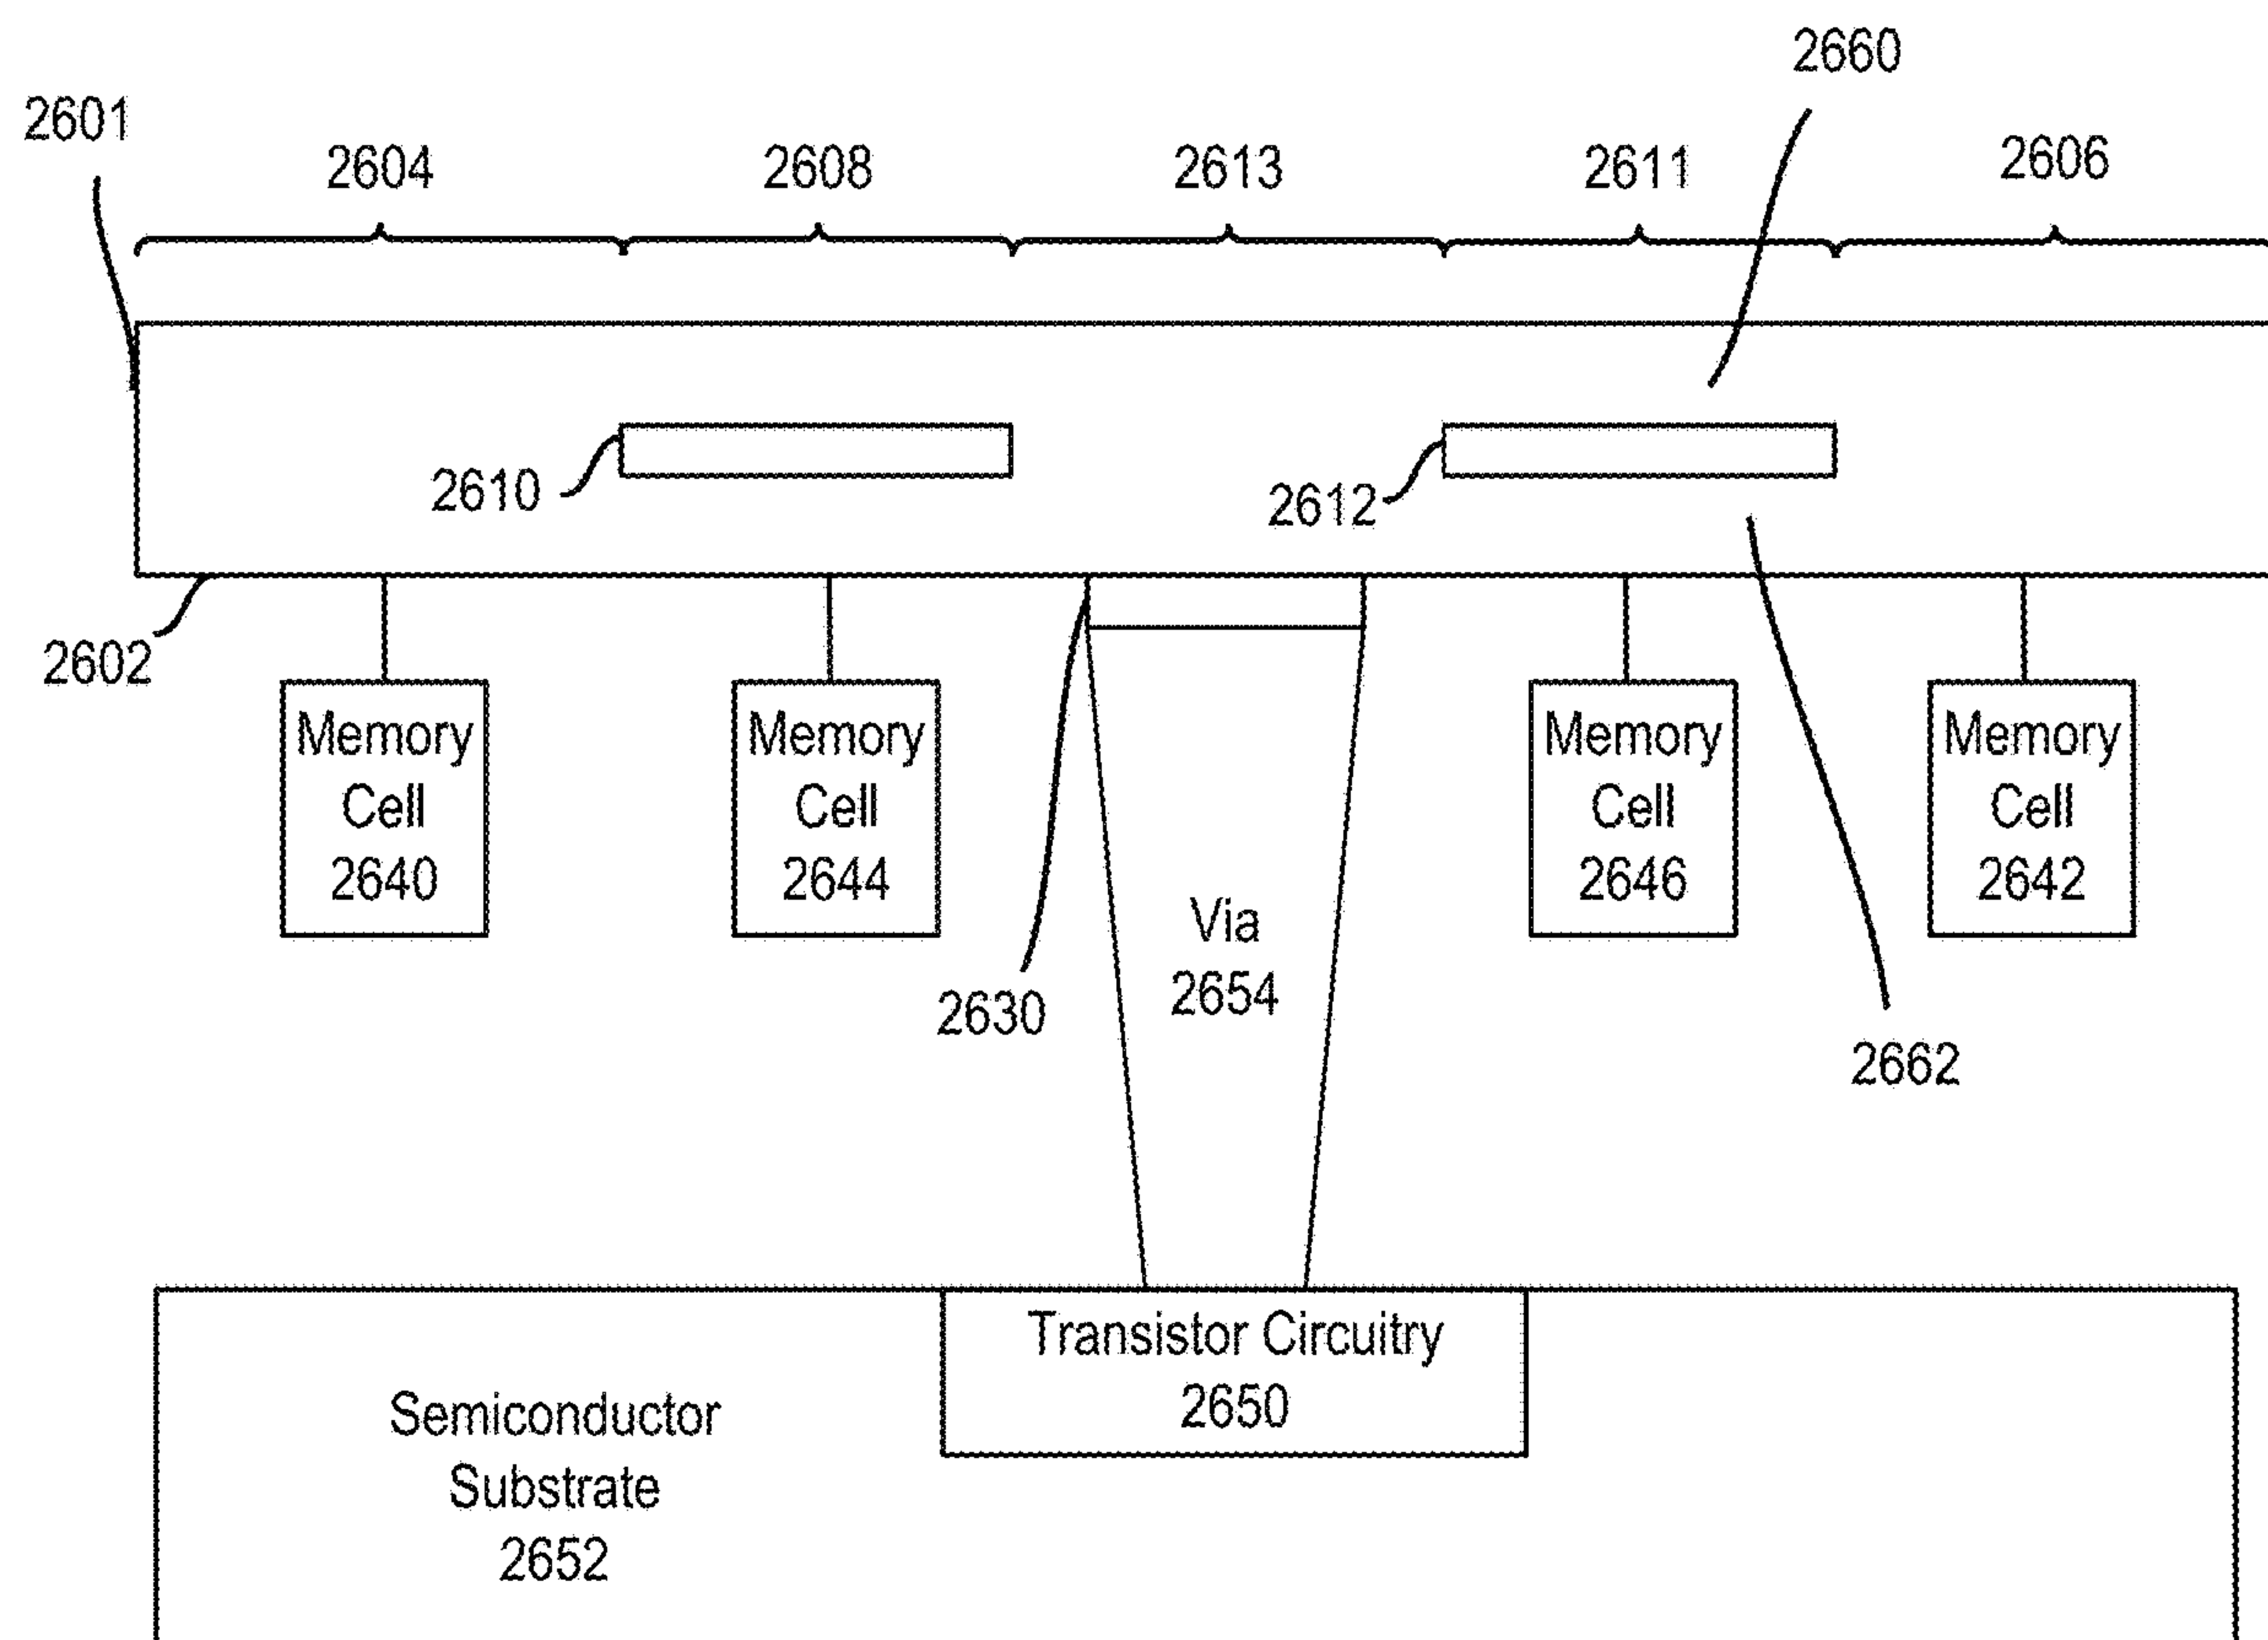 2660
2601
2604
2608
2613
2611
2606
2610
2612
2602
Memory
Cell
2640
Memory
Cell
2644
Memory
Cell
2646
Memory
Cell
2642
Via
2654
2630
2662
Transistor Circuitry
2650
Semiconductor
Substrate
2652